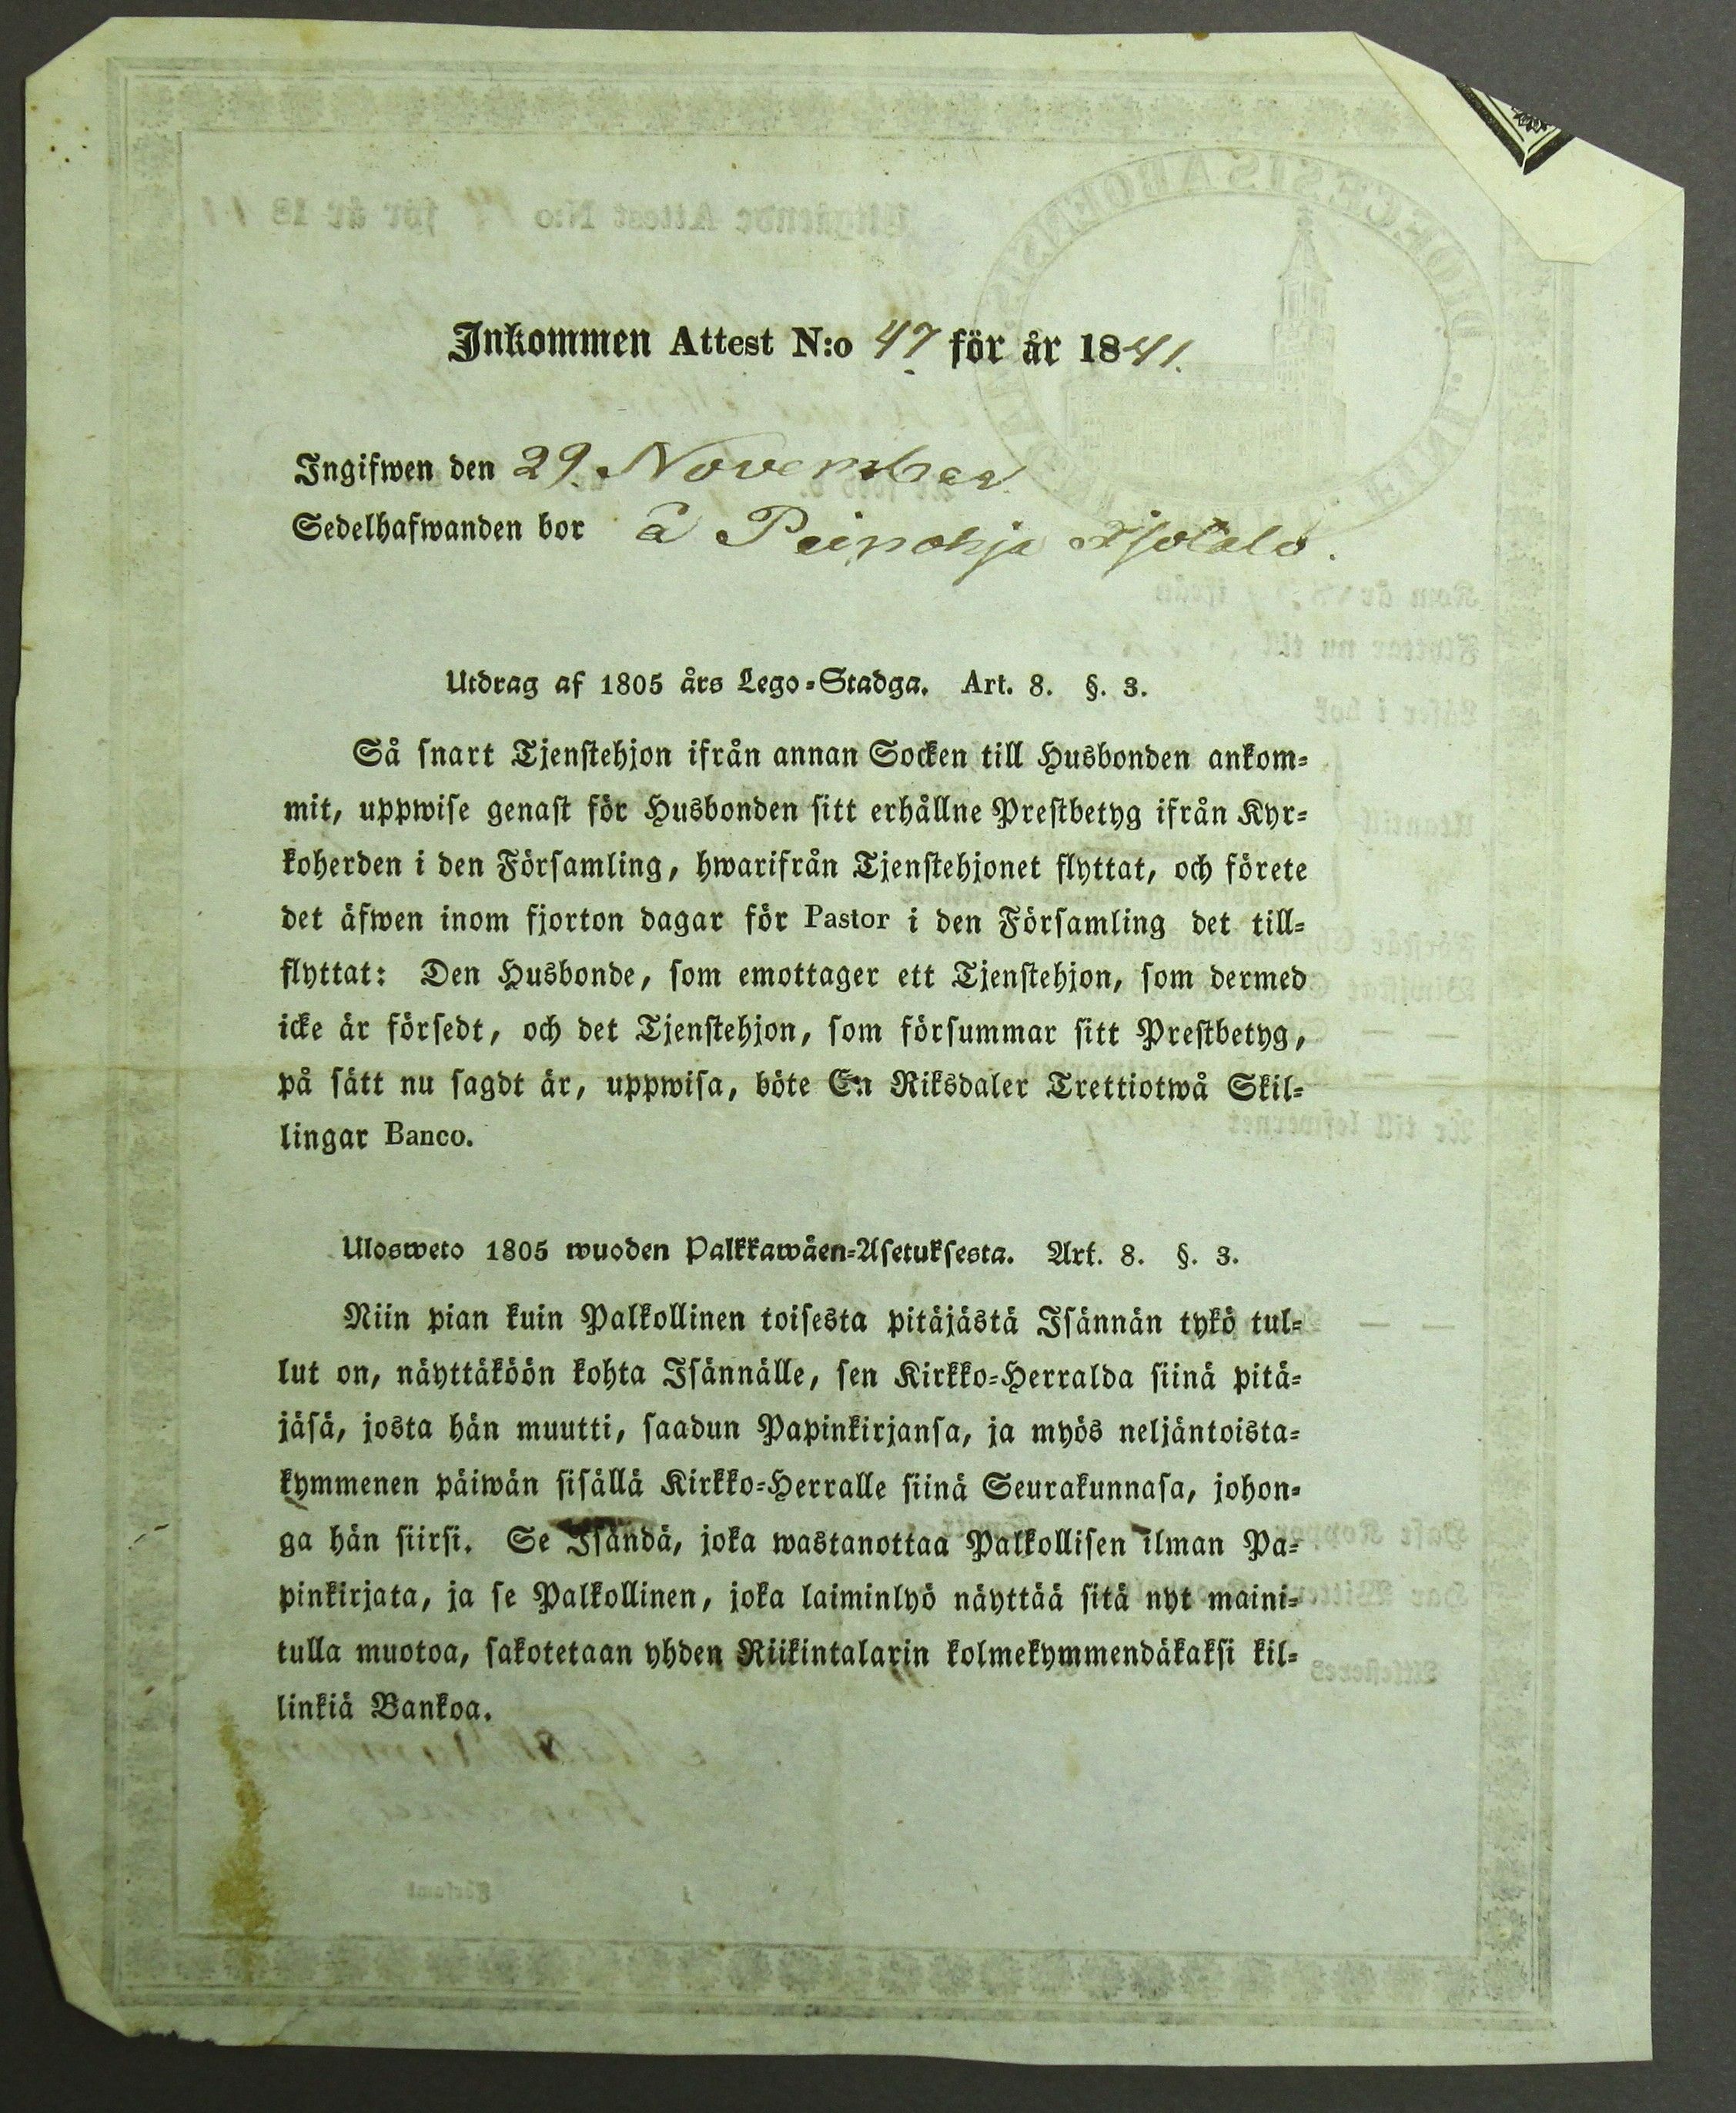 Inkommen Attest N:o 47 för år 1841.
Ingifwen den 29. November
Sedelhafwanden bor å Peipohja
Utdrag af 1805 års Lego-Stadga. Art. 8. §. 3.
Så snart Tjenstehjon ifrån annan Socken till Husbonden ankom-
mit, uppwise genast för Husbonden sitt erhållne Prestbetyg ifrån Kyr-
koherden i den Församling, hwarifrån Tjenstehjonet flyttat, och förete
det äfwen inom fjorton dagar för Pastor i den Församling det till-
flyttat: Den Husbonde, som emottager ett Tjenstehjon, som dermed
icke är försedt, och det Tjenstehjon, som försummar sitt Prestbetyg,
på sätt nu sagdt är, uppwisa, böte En Riksdaler Trettiotwå Skil-
lingar Banco.
Ulosweto 1805 wuoden Palkkawäen-Asetuksesta. Art. 8. §. 3.
Niin pian kuin Palkollinen toisesta pitäjästä Isännän tykö tul-
lut on, näyttäköön kohta Isännälle, sen Kirkko-Herralda siinä pitä-
jäsä, josta hän muutti, saadun Papinkirjansa, ja myös neljäntoista-
kymmenen päiwän sisällä Kirkko-Herralle siinä Seurakunnasa, johon-
ga hän siirsi. Se Isändä, joka wastanottaa Palkollisen ilman Pa-
pinkirjata, ja se Palkollinen, joka laiminlyö näyttää sitä nyt maini-
tulla muotoa, sakotetaan yhden Riikintalarin kolmekymmendäkaksi kil-
linkiä Bankoa.